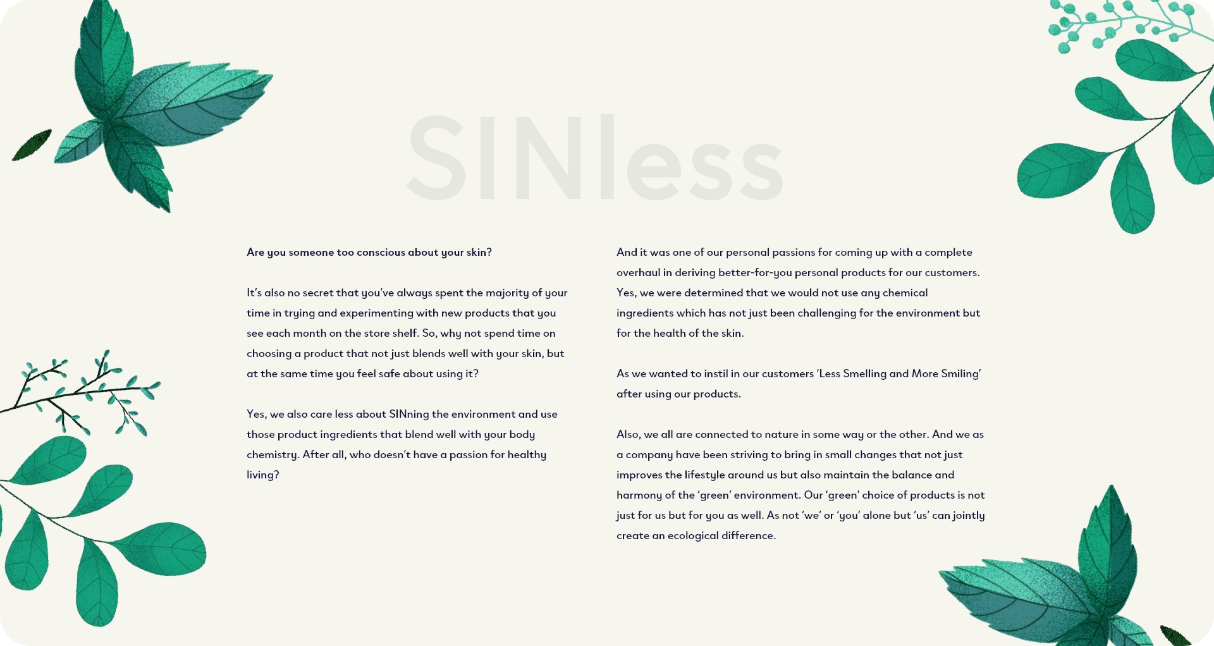 SINless
Are you someone too conscious about your skin?
It's also no secret that you've always spent the majority of your
time in trying and experimenting with new products that you
see each month on the store shelf. So, why not spend time on
choosing a product that not just blends well with your skin, but
at the same time you feel safe about using it?
Yes, we also care less about SINning the environment and use
those product ingredients that blend well with your body
chemistry. After all, who doesn't have a passion for healthy
living?
And it was one of our personal passions for coming up with a complete
overhaul in deriving better-for-you personal products for our customers.
Yes, we were determined that we would not use any chemical
ingredients which has not just been challenging for the environment but
for the health of the skin.
As we wanted to instil in our customers ‘Less Smelling and More Smiling’
after using our products.
Also, we all are connected to nature in some way or the other. And we as
a company have been striving to bring in small changes that not just
improves the lifestyle around us but also maintain the balance and
harmony of the ‘green’ environment. Our ‘green’ choice of products is not
just for us but for you as well. As not ‘we’ or ‘you’ alone but ‘us’ can jointly
create an ecological difference.